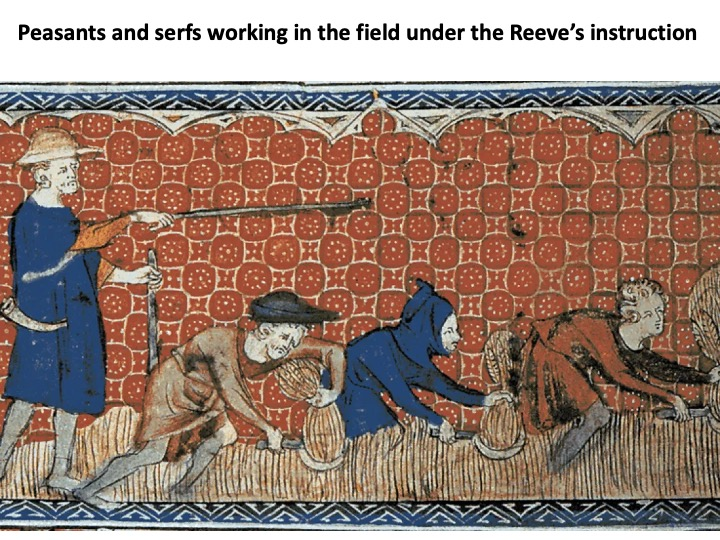 Peasants and serfs working in the field under the Reeve’s instruction